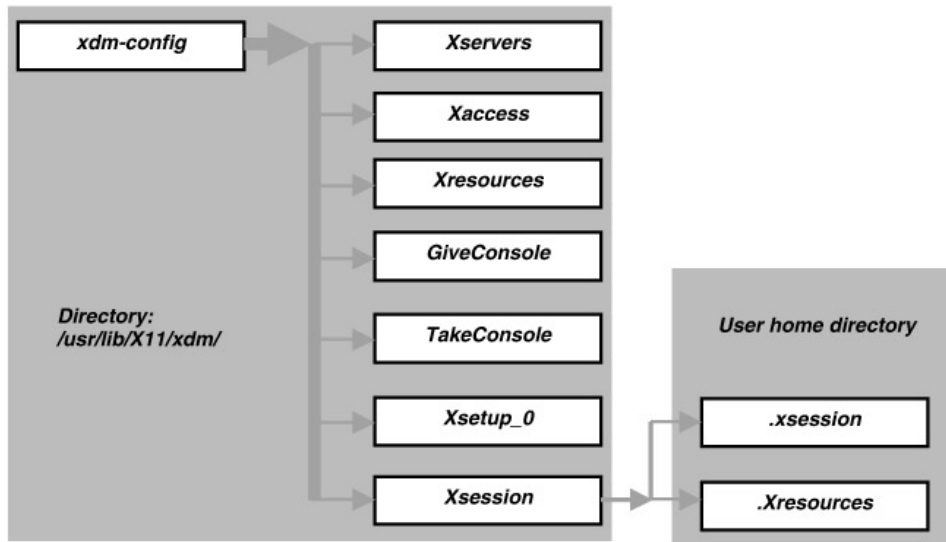 xdm-config
Xservers
Xaccess
Xresources
GiveConsole
Directory:
/usr/lib/X11/xdm/
TakeConsole
User home directory
Xsetup_0
.xsession
Xsession
.Xresources